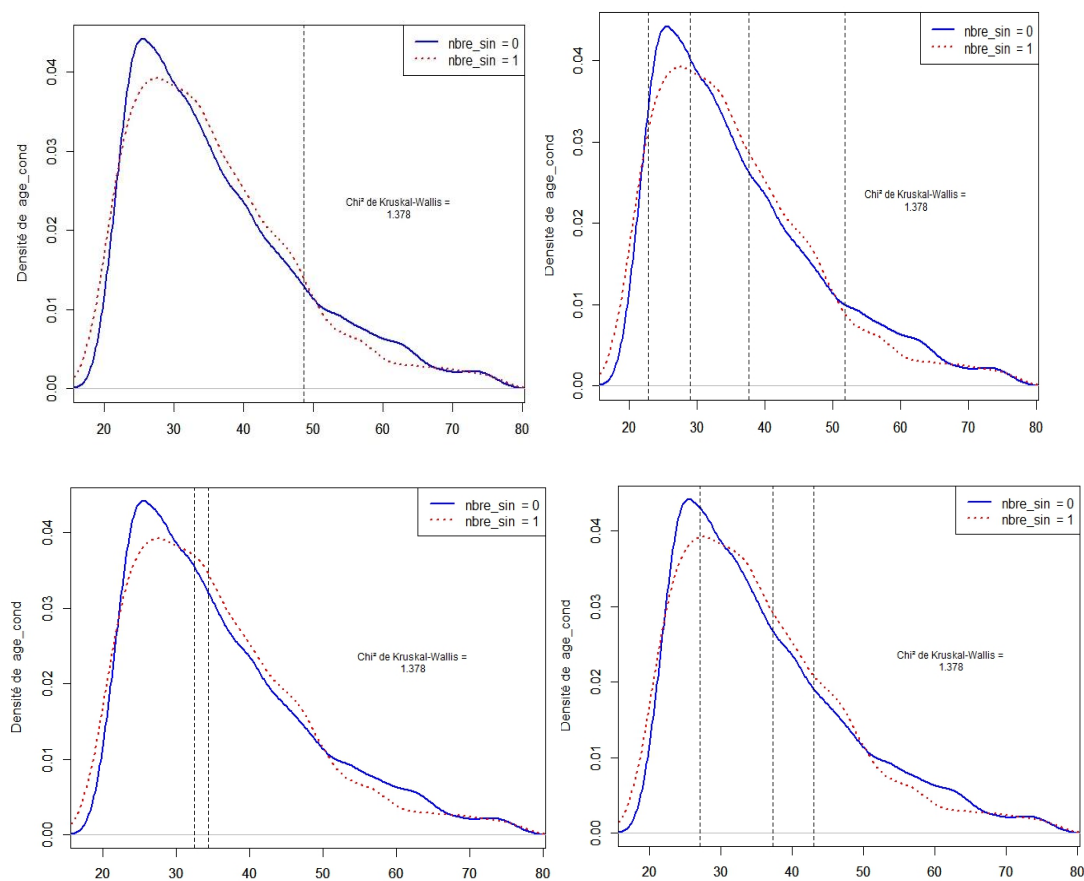 nbre_sin = 0
nbre_sin = 1
Densité de age_cond
0.04
0.03
0.02
0.01
0.00
Chi² de Kruskal-Wallis =
1.378
20 30 40 50 60 70 80
nbre_sin = 0
nbre_sin = 1
Densité de age_cond
0.04
0.03
0.02
0.01
0.00
Chi² de Kruskal-Wallis =
1.378
20 30 40 50 60 70 80
nbre_sin = 0
nbre_sin = 1
Densité de age_cond
0.04
0.03
0.02
0.01
0.00
Chi² de Kruskal-Wallis =
1.378
20 30 40 50 60 70 80
nbre_sin = 0
nbre_sin = 1
Densité de age_cond
0.04
0.03
0.02
0.01
0.00
Chi² de Kruskal-Wallis =
1.378
20 30 40 50 60 70 80